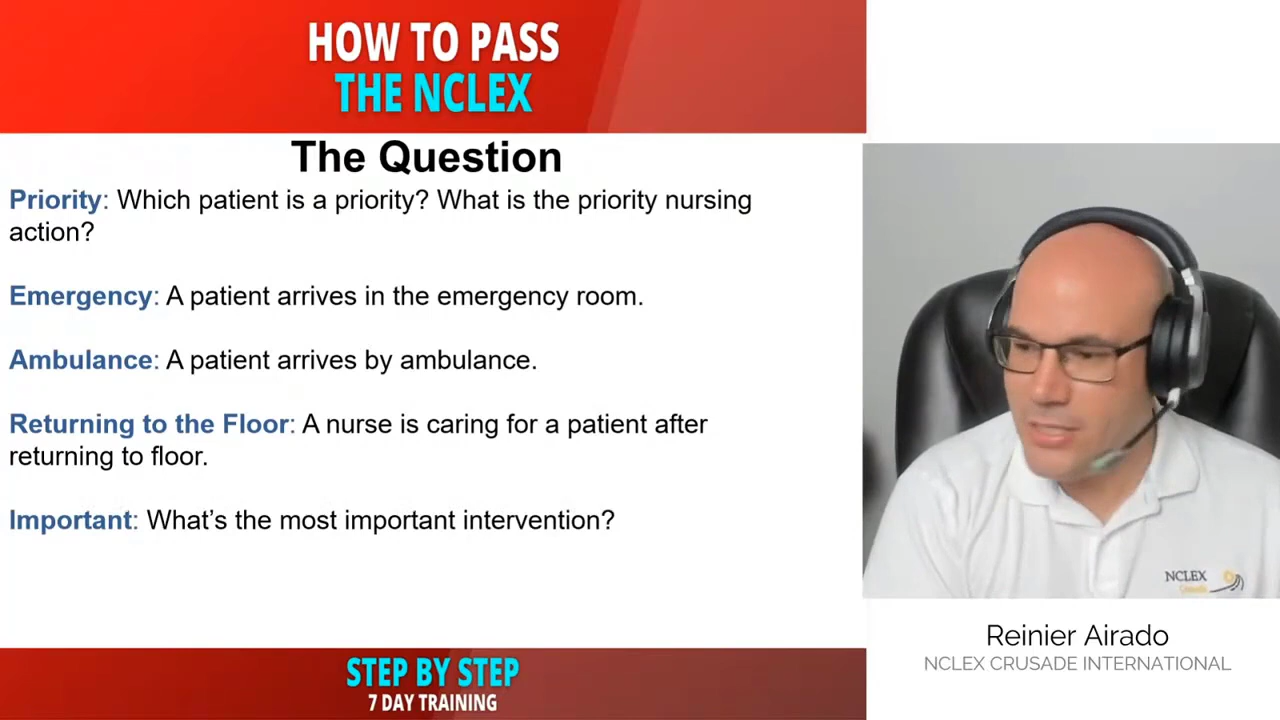 HOW TO PASS
THE NCLEX
The Question
Priority: Which patient is a priority? What is the priority nursing
action?
Emergency: A patient arrives in the emergency room.
Ambulance: A patient arrives by ambulance.
Returning to the Floor: A nurse is caring for a patient after
returning to floor.
Important: What’s the most important intervention?
STEP BY STEP
7 DAY TRAINING
NCLEX
Reinier Airado
NCLEX CRUSADE INTERNATIONAL